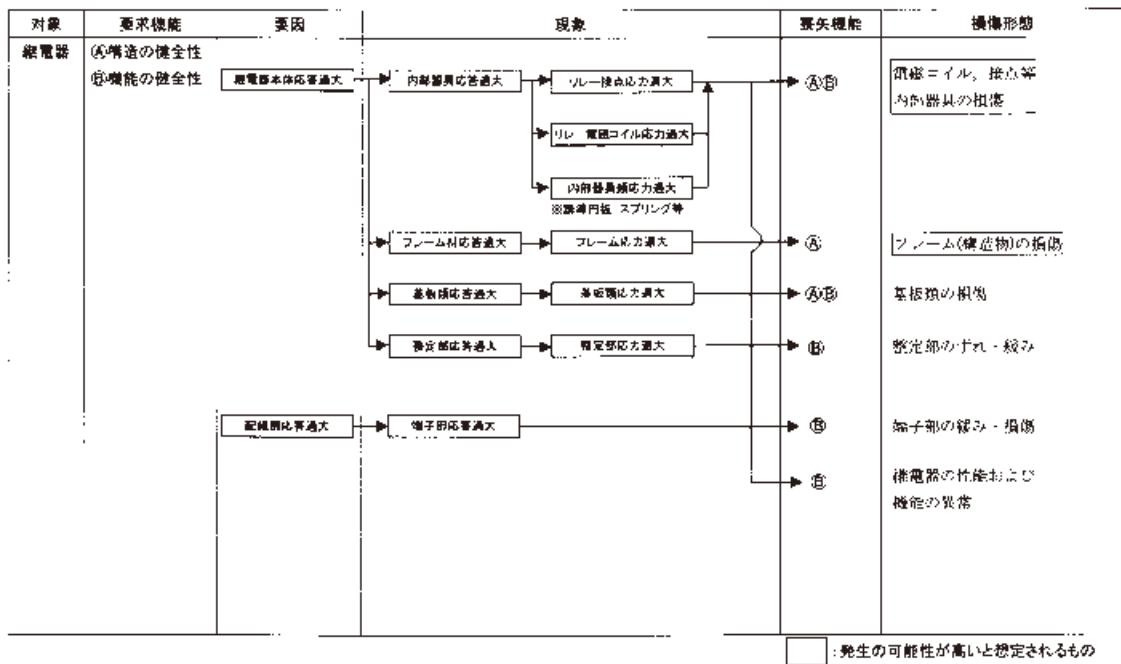 対象 要求機能 要因 現象 喪失機能 損傷形態
継電器 Ⓐ構造の健全性
Ⓑ機能の健全性
継電器本体応答過大 内部器具応答過大 リレー接点応力過大 ⒶⒷ 電磁コイル，接点等
内部器具の損傷
リレー電磁コイル応力過大
内部器具類応力過大
※誘導円板 スプリング等
フレーム材応答過大 フレーム応力過大 Ⓐ フレーム(構造物)の損傷
基板類応答過大 基板類応力過大 ⒶⒷ 基板類の損傷
整定部応答過大 整定部応力過大 Ⓑ 整定部のずれ・緩み
配線類応答過大 端子部応答過大 Ⓑ 端子部の緩み・損傷
Ⓑ 継電器の性能および
機能の異常
：発生の可能性が高いと想定されるもの